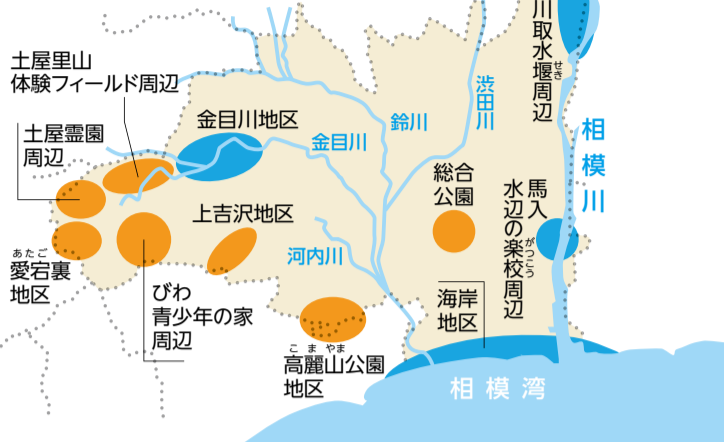 土屋里山
体験フィールド周辺
土屋霊園
周辺
金目川地区
金目川
鈴川
渋田川
川取水堰周辺
せき
相模川
総合
公園
馬入
水辺の楽校周辺
がっこう
上吉沢地区
河内川
あたご
愛宕裏
地区
びわ
青少年の家
周辺
海岸
地区
こまやま
高麗山公園
地区
相模湾